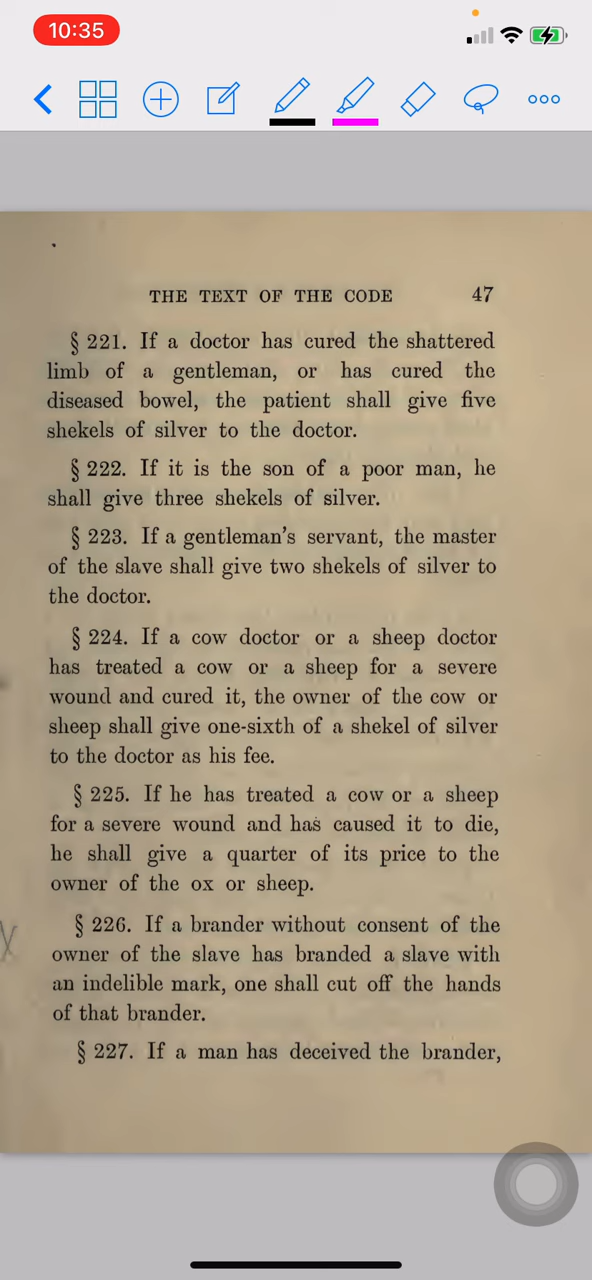 10:35
THE TEXT OF THE CODE 47
§ 221. If a doctor has cured the shattered
limb of a gentleman, or has cured the
diseased bowel, the patient shall give five
shekels of silver to the doctor.
§ 222. If it is the son of a poor man, he
shall give three shekels of silver.
§ 223. If a gentleman's servant, the master
of the slave shall give two shekels of silver to
the doctor.
§ 224. If a cow doctor or a sheep doctor
has treated a cow or a sheep for a severe
wound and cured it, the owner of the cow or
sheep shall give one-sixth of a shekel of silver
to the doctor as his fee.
§ 225. If he has treated a cow or a sheep
for a severe wound and has caused it to die,
he shall give a quarter of its price to the
owner of the ox or sheep.
§ 226. If a brander without consent of the
owner of the slave has branded a slave with
an indelible mark, one shall cut off the hands
of that brander.
§ 227. If a man has deceived the brander,